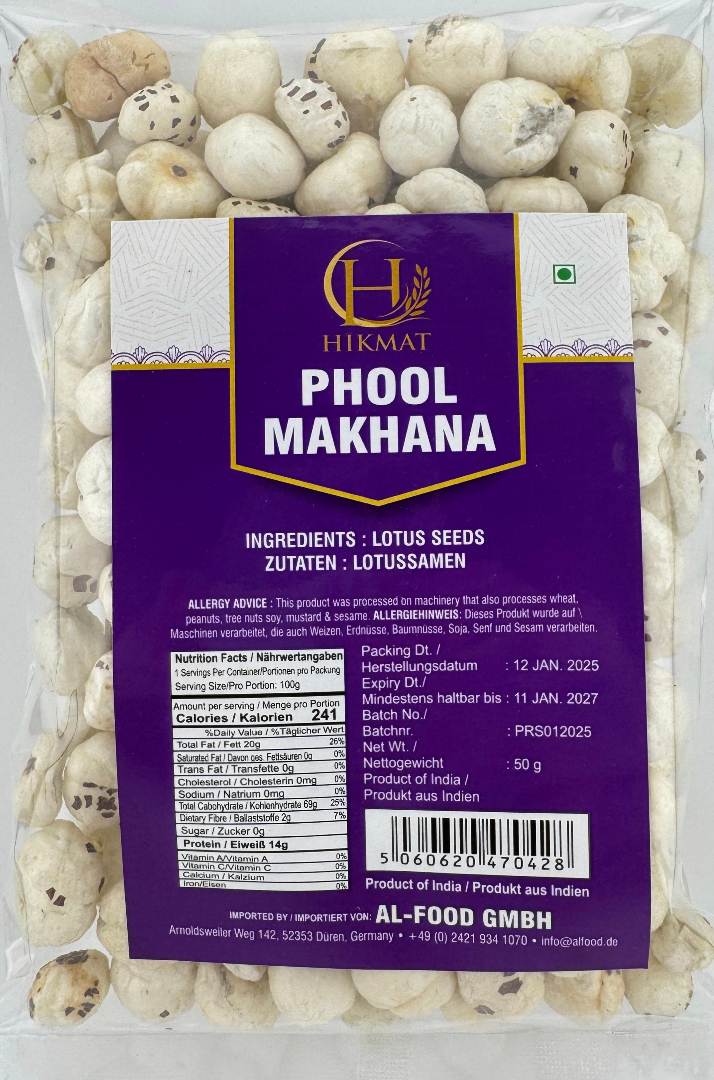 H
HIKMAT
PHOOL
MAKHANA
INGREDIENTS : LOTUS SEEDS
ZUTATEN : LOTUSSAMEN
ALLERGY ADVICE : This product was processed on machinery that also processes wheat,
peanuts, tree nuts soy, mustard & sesame. ALLERGIEHINWEIS: Dieses Produkt wurde auf \
Maschinen verarbeitet, die auch Weizen, Erdnüsse, Baumnüsse, Soja, Senf und Sesam verarbeiten.
Nutrition Facts / Nährwertangaben
1 Servings Per Container/Portionen pro Packung
Serving Size/Pro Portion: 100g
Amount per serving / Menge pro Portion
Calories / Kalorien 241
%Daily Value / %Täglicher Wert
Total Fat / Fett 20g 26%
Saturated Fat / Davon ges. Fettsäuren 0g 0%
Trans Fat / Transfette 0g 0%
Cholesterol / Cholesterin 0mg 0%
Sodium / Natrium 0mg 0%
Total Cabohydrate / Kohlenhydrate 69g 25%
Dietary Fibre / Ballaststoffe 2g 7%
Sugar / Zucker 0g
Protein / Eiweiß 14g
Vitamin A/Vitamin A 0%
Vitamin C/Vitamin C 0%
Calcium / Kalzium 0%
Iron/Eisen 0%
Packing Dt. /
Herstellungsdatum : 12 JAN. 2025
Expiry Dt./
Mindestens haltbar bis : 11 JAN. 2027
Batch No./
Batchnr. : PRS012025
Net Wt. /
Nettogewicht : 50 g
Product of India /
Produkt aus Indien
5 060620 470428
Product of India / Produkt aus Indien
IMPORTED BY / IMPORTIERT VON: AL-FOOD GMBH
Arnoldsweiler Weg 142, 52353 Düren, Germany • +49 (0) 2421 934 1070 • info@alfood.de